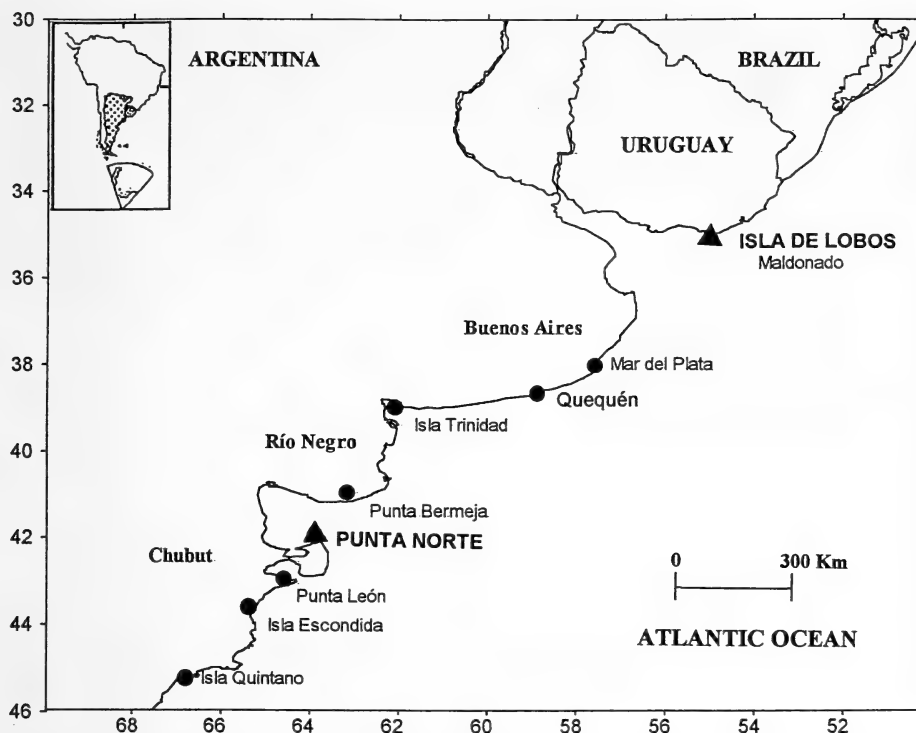 30
ARGENTINA
BRAZIL
32
URUGUAY
34
ISLA DE LOBOS
Maldonado
36
Buenos Aires
38
Mar del Plata
Quequén
Isla Trinidad
40
Río Negro
Punta Bermeja
42
PUNTA NORTE
Chubut
0 300 Km
Punta León
Isla Escondida
44
ATLANTIC OCEAN
Isla Quintano
46
68 66 64 62 60 58 56 54 52